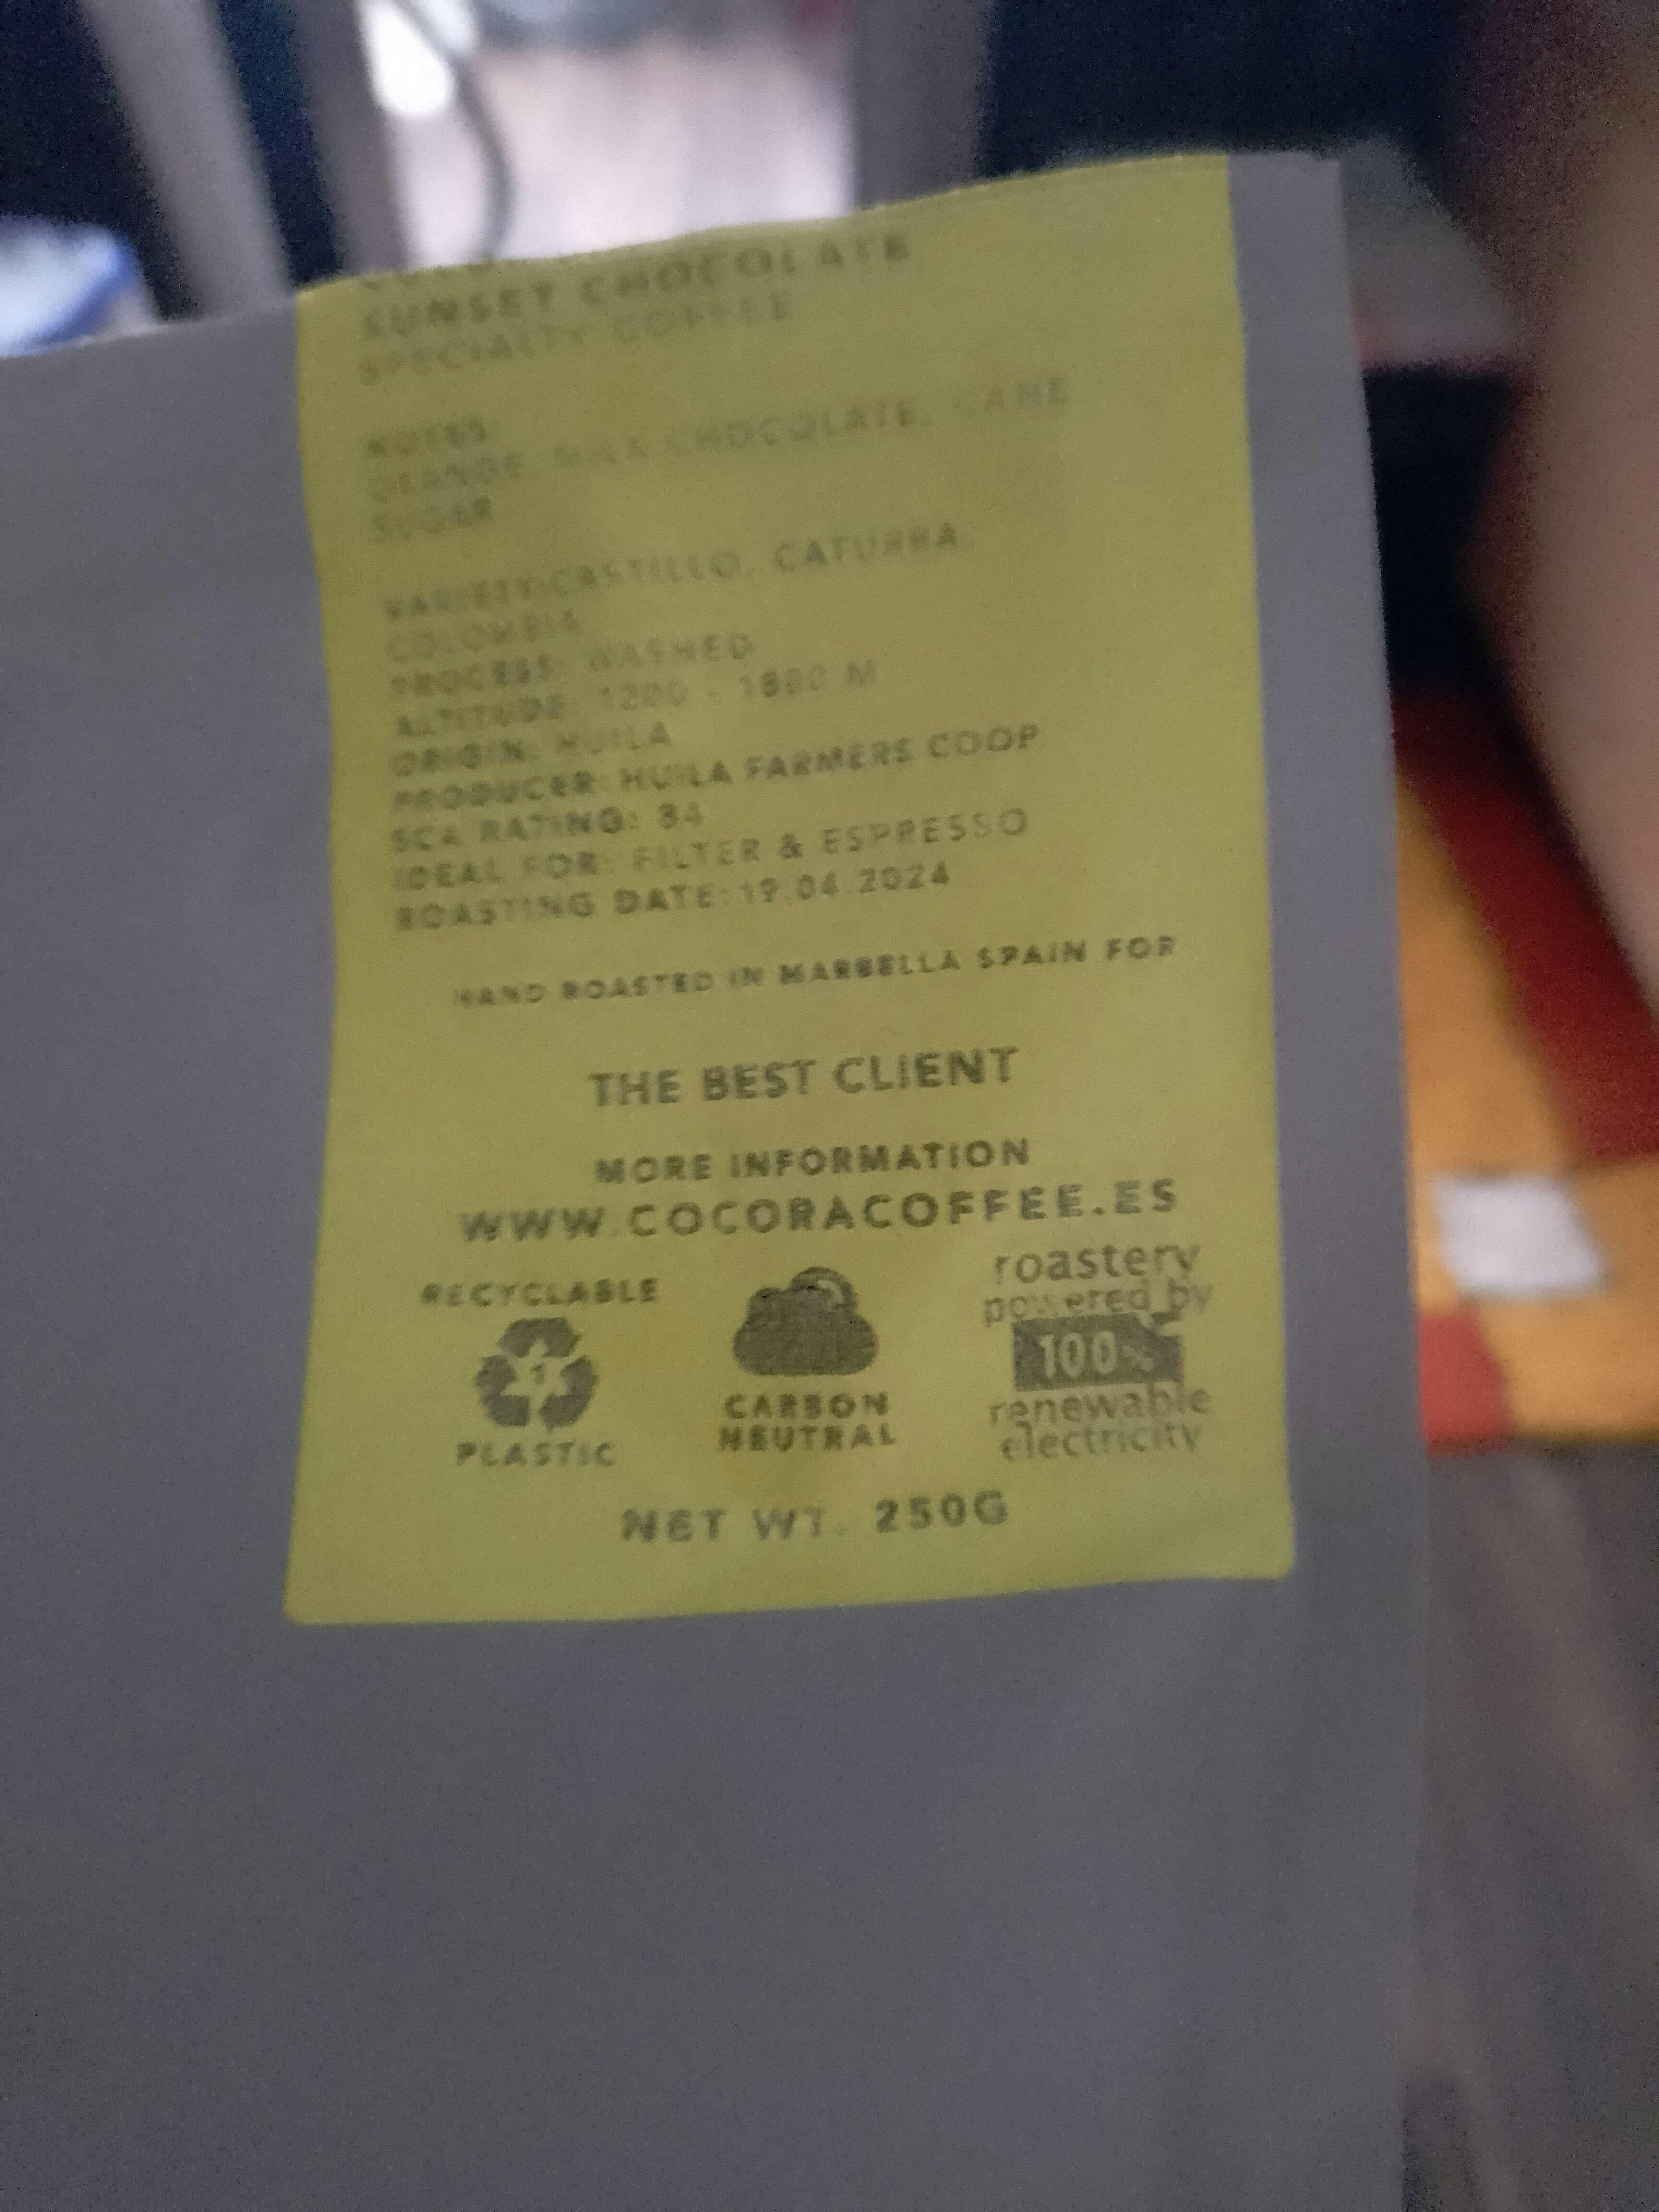 SUNSET CHOCOLATE
SPECIALTY COFFEE
NOTES:
ORANGE, MILK CHOCOLATE, CANE
SUGAR
VARIETY:CASTILLO, CATURRA,
COLOMBIA
PROCESS: WASHED
ALTITUDE: 1200 - 1800 M
ORIGIN: HUILA
PRODUCER: HUILA FARMERS COOP
SCA RATING: 84
IDEAL FOR: FILTER & ESPRESSO
ROASTING DATE:19.04.2024
HAND ROASTED IN MARBELLA SPAIN FOR
THE BEST CLIENT
MORE INFORMATION
WWW.COCORACOFFEE.ES
RECYCLABLE
1
PLASTIC
CARBON
NEUTRAL
roastery
powered by
100%
renewable
electricity
NET WT. 250G